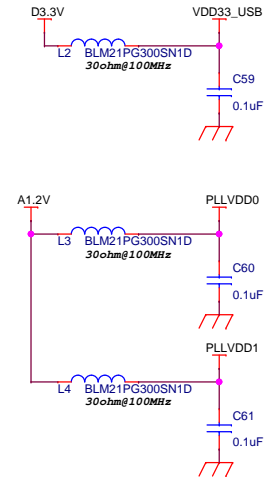 D3.3V
VDD33_USB
L2 BLM21PG300SN1D
30ohm@100MHz
C59
0.1uF
A1.2V
PLLVDD0
L3 BLM21PG300SN1D
30ohm@100MHz
C60
0.1uF
PLLVDD1
L4 BLM21PG300SN1D
30ohm@100MHz
C61
0.1uF